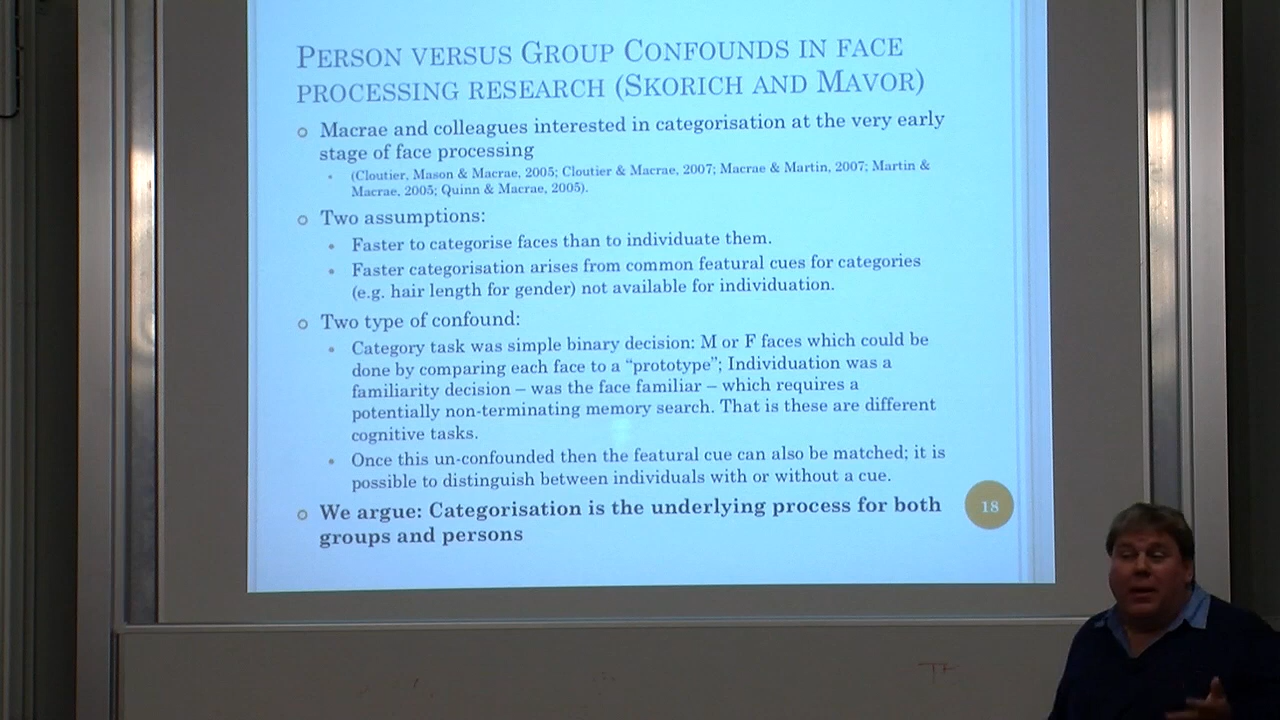 PERSON VERSUS GROUP CONFOUNDS IN FACE
PROCESSING RESEARCH (SKORICH AND MAVOR)
Macrae and colleagues interested in categorisation at the very early
stage of face processing
(Cloutier, Mason & Macrae, 2005; Cloutier & Macrae, 2007; Macrae & Martin, 2007; Martin &
Macrae, 2005; Quinn & Macrae, 2005).
Two assumptions:
Faster to categorise faces than to individuate them.
Faster categorisation arises from common featural cues for categories
(e.g. hair length for gender) not available for individuation.
Two type of confound:
Category task was simple binary decision: M or F faces which could be
done by comparing each face to a “prototype”; Individuation was a
familiarity decision – was the face familiar – which requires a
potentially non-terminating memory search. That is these are different
cognitive tasks.
Once this un-confounded then the featural cue can also be matched; it is
possible to distinguish between individuals with or without a cue.
We argue: Categorisation is the underlying process for both
groups and persons
18